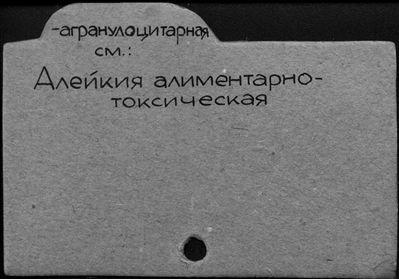 -агранулоцитарная
см.:
Алейкия алиментарно-
токсическая